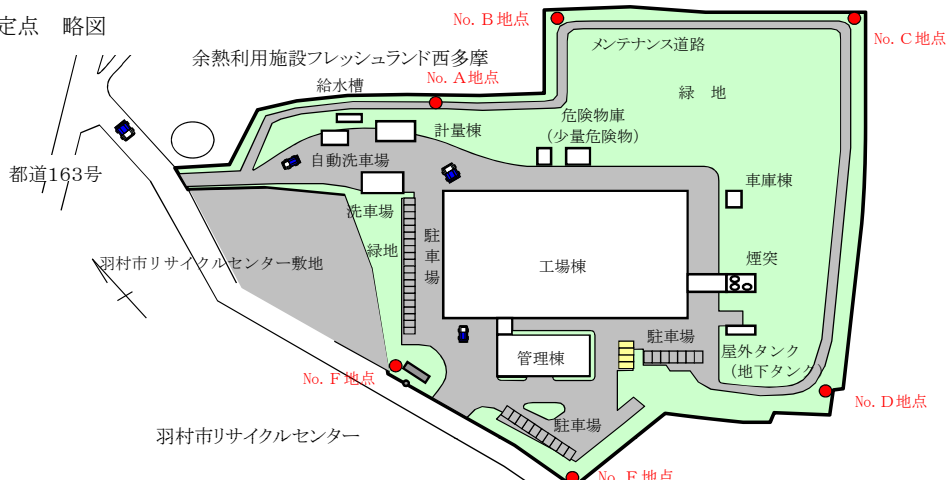 定点　略図
No. B地点
No. C地点
メンテナンス道路
余熱利用施設フレッシュランド西多摩
No. A地点
給水槽
緑　地
危険物庫
（少量危険物）
計量棟
自動洗車場
都道163号
車庫棟
洗車場
駐車場
緑地
羽村市リサイクルセンター敷地
工場棟
煙突
駐車場
管理棟
屋外タンク
（地下タンク）
No. F地点
No. D地点
駐車場
羽村市リサイクルセンター
No. E地点